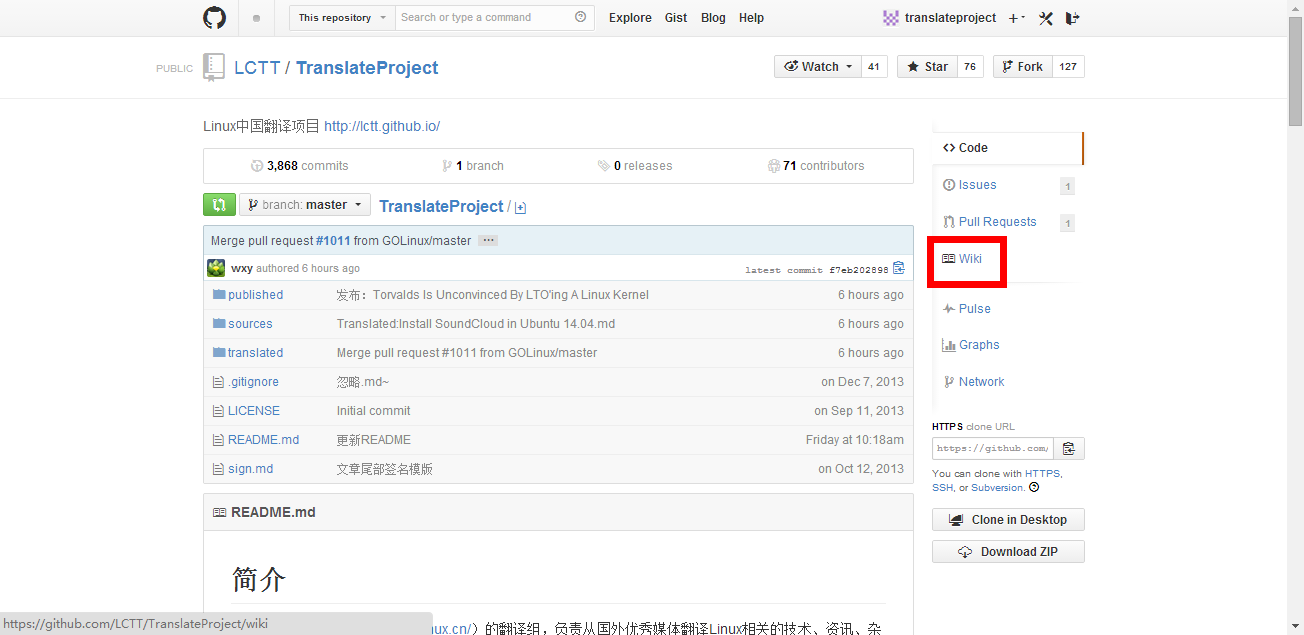 This repository Search or type a command Explore Gist Blog Help translateproject
PUBLIC LCTT / TranslateProject Watch 41 Star 76 Fork 127
Linux中国翻译项目 http://lctt.github.io/
3,868 commits 1 branch 0 releases 71 contributors
branch: master TranslateProject /
Merge pull request #1011 from GOLinux/master
wxy authored 6 hours ago latest commit f7eb202898
published 发布：Torvalds Is Unconvinced By LTO'ing A Linux Kernel 6 hours ago
sources Translated:Install SoundCloud in Ubuntu 14.04.md 6 hours ago
translated Merge pull request #1011 from GOLinux/master 6 hours ago
.gitignore 忽略.md~ on Dec 7, 2013
LICENSE Initial commit on Sep 11, 2013
README.md 更新README Friday at 10:18am
sign.md 文章尾部签名模版 on Oct 12, 2013
README.md
简介
ux.cn/）的翻译组，负责从国外优秀媒体翻译Linux相关的技术、资讯、杂
Code
Issues 1
Pull Requests 1
Wiki
Pulse
Graphs
Network
HTTPS clone URL
https://github.com/
You can clone with HTTPS,
SSH, or Subversion.
Clone in Desktop
Download ZIP
https://github.com/LCTT/TranslateProject/wiki